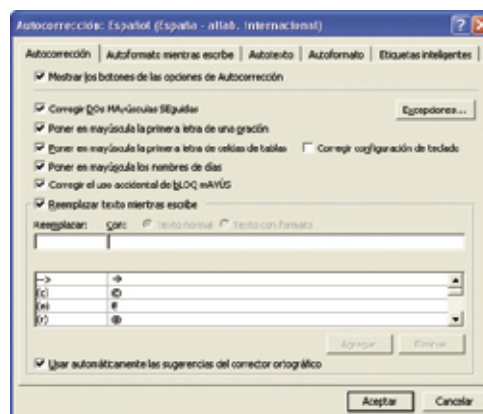 Autocorrección: Español (España - alfab. internacional)
Autocorrección Autoformato mientras escribe Autotexto Autoformato Etiquetas inteligentes
Mostrar los botones de las opciones de Autocorrección
Corregir DOs MAyúsculas SEguidas Excepciones...
Poner en mayúscula la primera letra de una oración
Poner en mayúscula la primera letra de celdas de tablas Corregir configuración de teclado
Poner en mayúscula los nombres de días
Corregir el uso accidental de bLOQ mAYÚS
Reemplazar texto mientras escribe
Reemplazar: Con: Texto normal Texto con formato
--> →
(c) ©
(e) €
(r) ®
Agregar Eliminar
Usar automáticamente las sugerencias del corrector ortográfico
Aceptar Cancelar